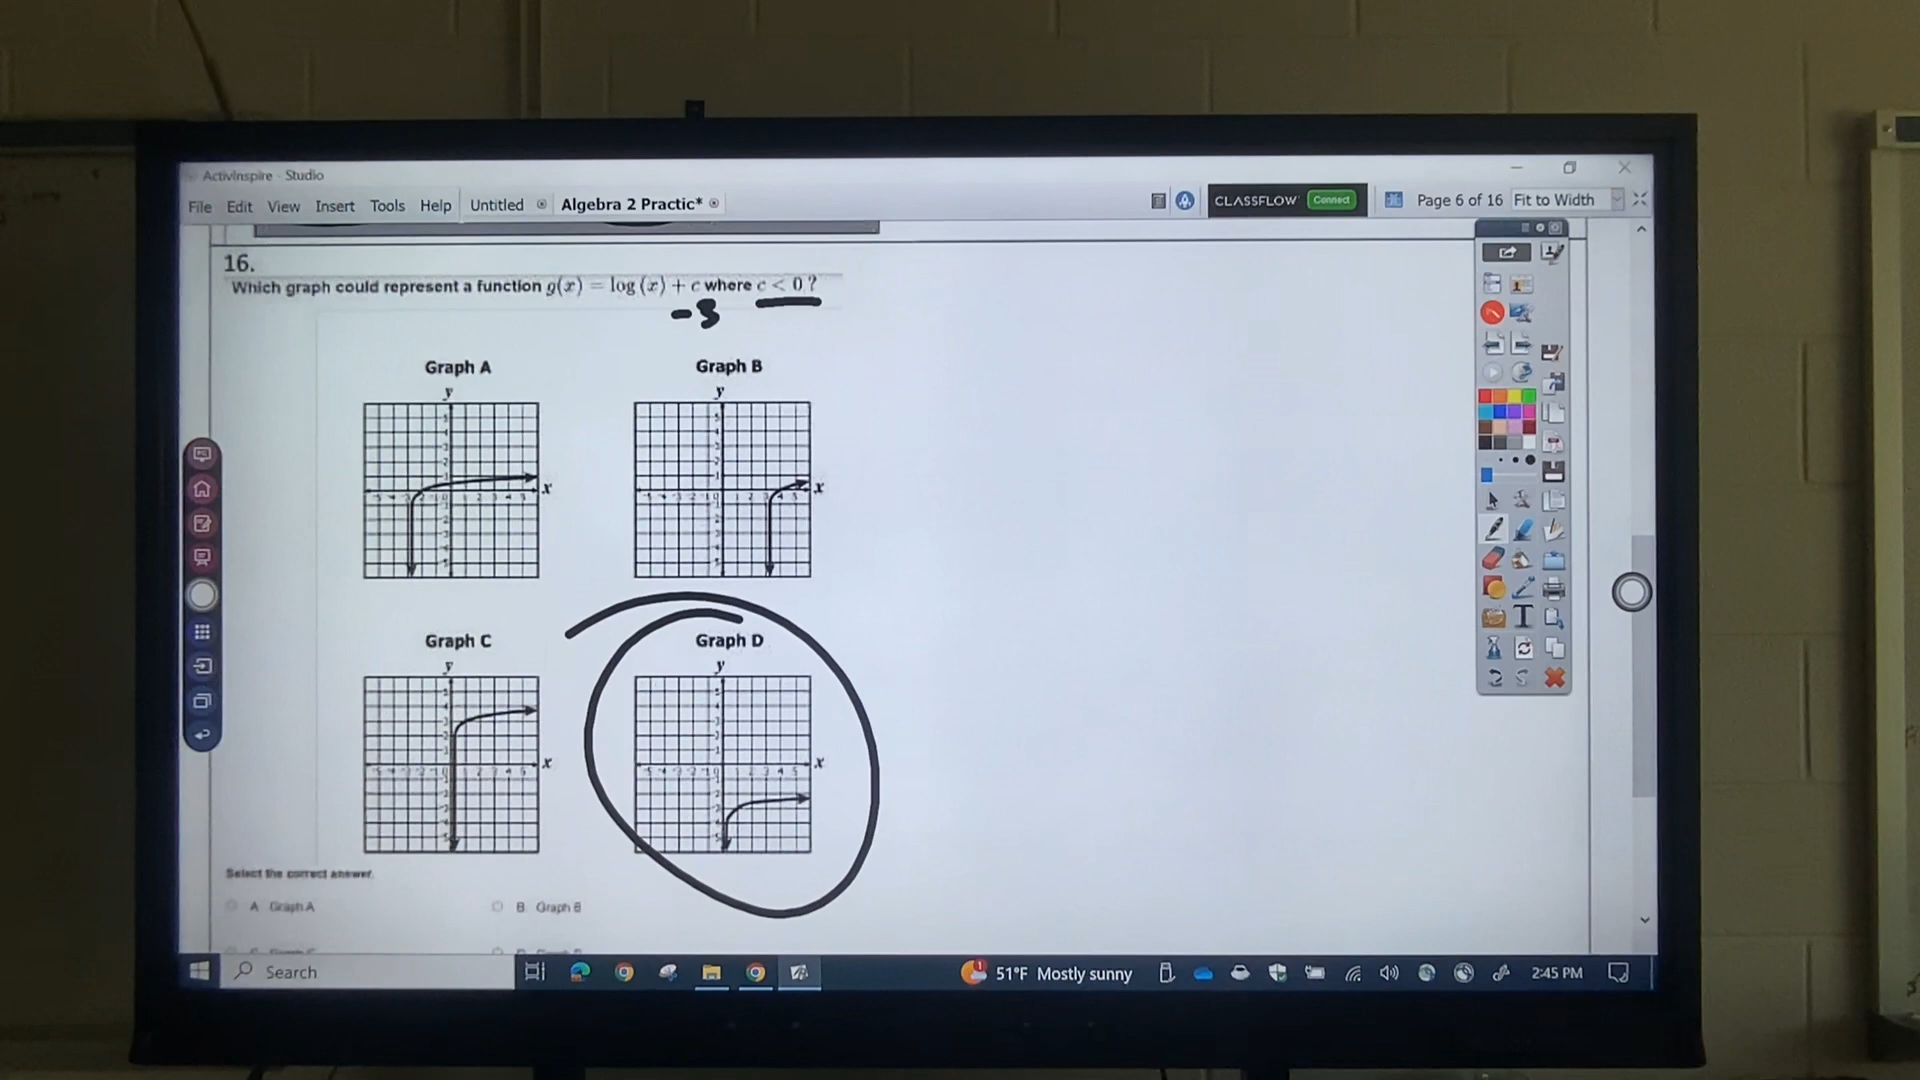 ActivInspire - Studio
File Edit View Insert Tools Help Untitled Algebra 2 Practic* CLASSFLOW Connect Page 6 of 16 Fit to Width
16.
Which graph could represent a function g(x) = log (x) + c where c < 0 ?
-3
Graph A
Graph B
y
y
x
x
Graph C
Graph D
y
y
x
x
Select the correct answer.
A Graph A
B. Graph B
Search 51°F Mostly sunny 2:45 PM